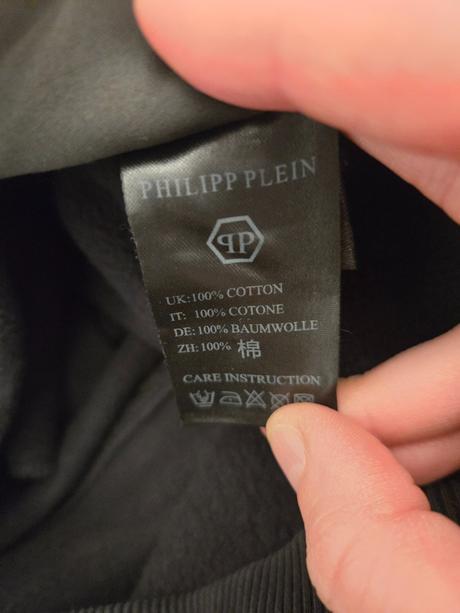 PHILIPP PLEIN
PP
UK:100% COTTON
IT: 100% COTONE
DE:100% BAUMWOLLE
ZH:100% 棉
CARE INSTRUCTION